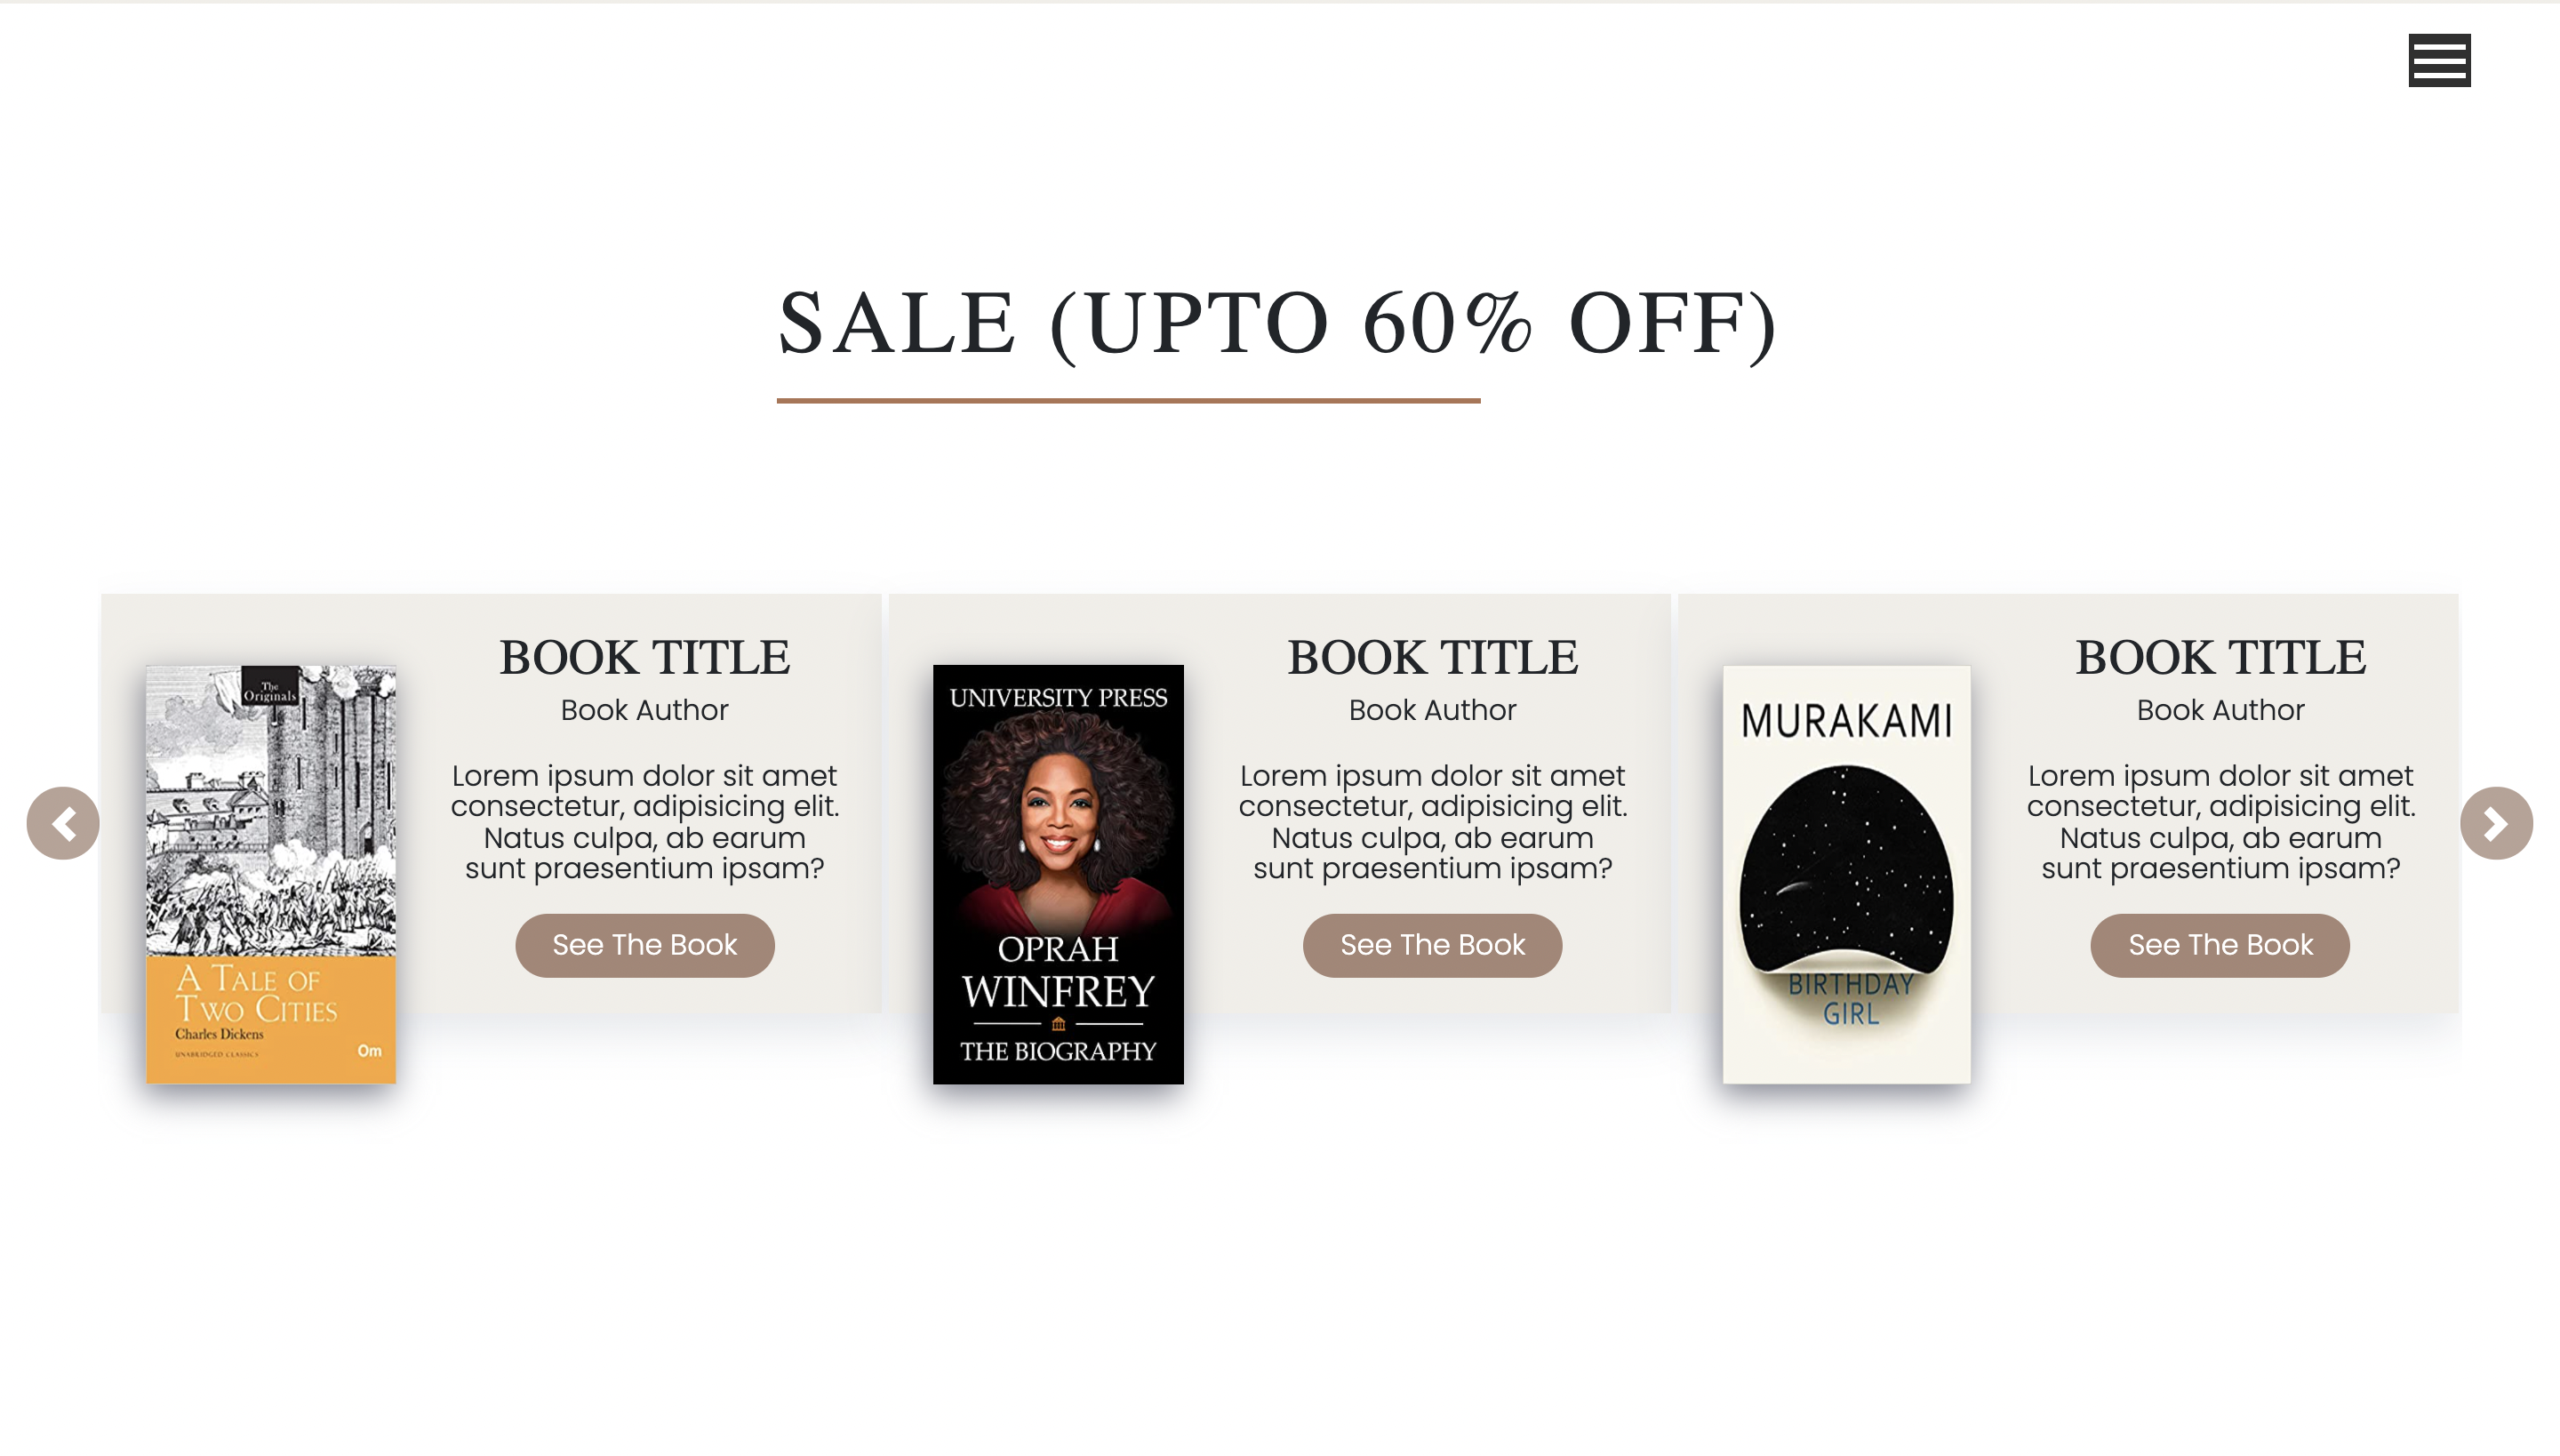 SALE (UPTO 60% OFF)
The
Originals
A TALE OF
TWO CITIES
Charles Dickens
UNABRIDGED CLASSICS
Om
BOOK TITLE
Book Author
Lorem ipsum dolor sit amet
consectetur, adipisicing elit.
Natus culpa, ab earum
sunt praesentium ipsam?
See The Book
UNIVERSITY PRESS
OPRAH
WINFREY
THE BIOGRAPHY
BOOK TITLE
Book Author
Lorem ipsum dolor sit amet
consectetur, adipisicing elit.
Natus culpa, ab earum
sunt praesentium ipsam?
See The Book
MURAKAMI
BIRTHDAY
GIRL
BOOK TITLE
Book Author
Lorem ipsum dolor sit amet
consectetur, adipisicing elit.
Natus culpa, ab earum
sunt praesentium ipsam?
See The Book